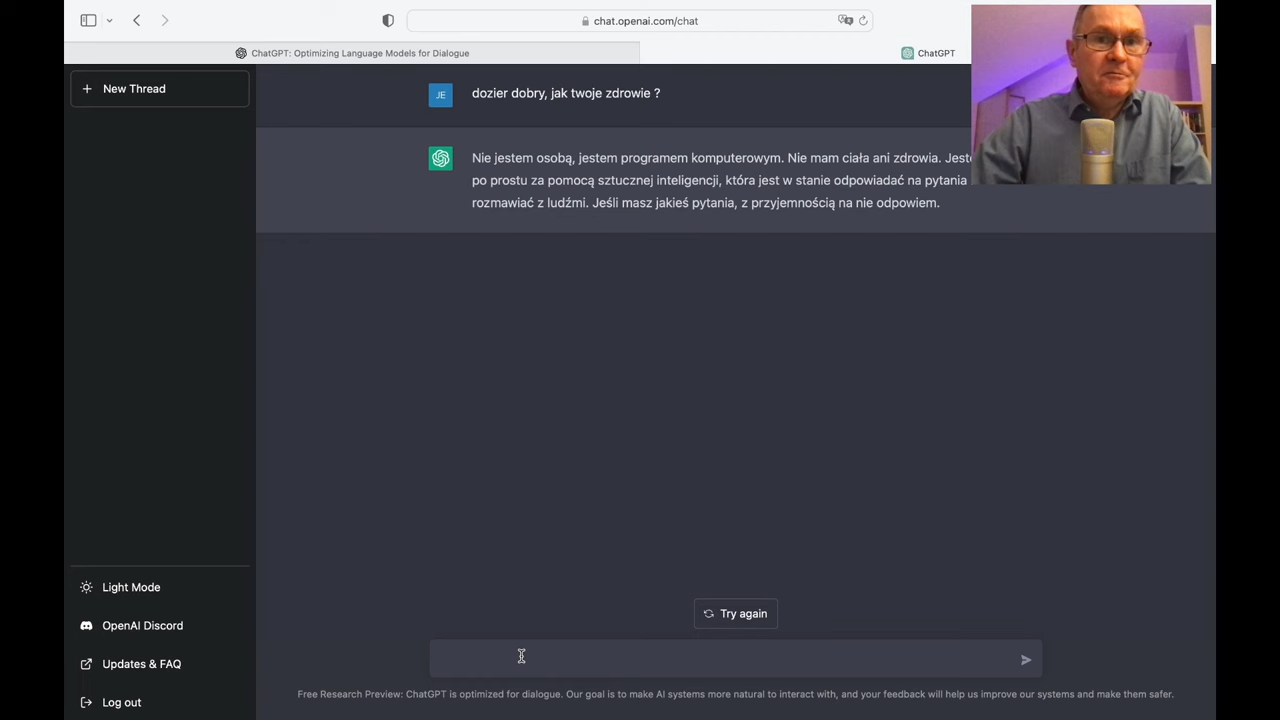 chat.openai.com/chat
ChatGPT: Optimizing Language Models for Dialogue
ChatGPT
New Thread
JE
dozier dobry, jak twoje zdrowie ?
Nie jestem osobą, jestem programem komputerowym. Nie mam ciała ani zdrowia.
po prostu za pomocą sztucznej inteligencji, która jest w stanie odpowiadać na pytania
rozmawiać z ludźmi. Jeśli masz jakieś pytania, z przyjemnością na nie odpowiem.
Light Mode
OpenAI Discord
Updates & FAQ
Log out
Try again
Free Research Preview: ChatGPT is optimized for dialogue. Our goal is to make AI systems more natural to interact with, and your feedback will help us improve our systems and make them safer.